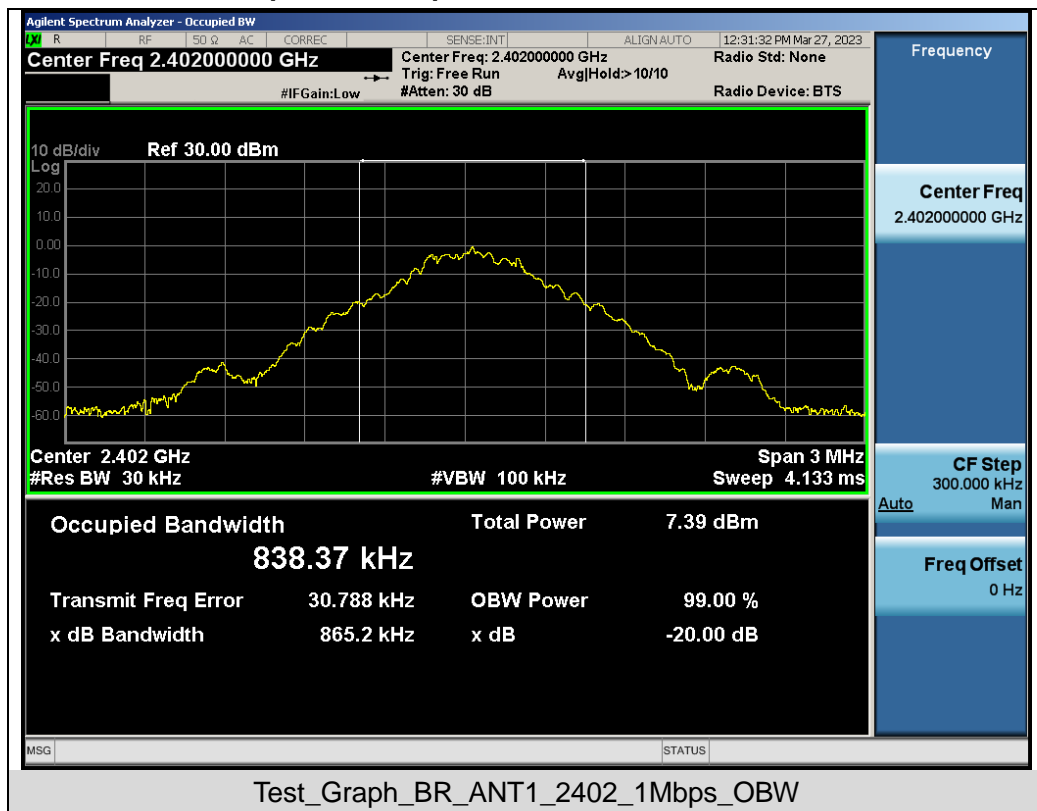 Agilent Spectrum Analyzer - Occupied BW
LXI R RF 50 Ω AC CORREC SENSE:INT ALIGN AUTO 12:31:32 PM Mar 27, 2023
Center Freq 2.402000000 GHz Center Freq: 2.402000000 GHz Radio Std: None
Trig: Free Run Avg|Hold:> 10/10
#IFGain:Low #Atten: 30 dB Radio Device: BTS
Frequency
10 dB/div Ref 30.00 dBm
Log
20.0
10.0
0.00
-10.0
-20.0
-30.0
-40.0
-50.0
-60.0
Center 2.402 GHz Span 3 MHz
#Res BW 30 kHz #VBW 100 kHz Sweep 4.133 ms
Occupied Bandwidth Total Power 7.39 dBm
838.37 kHz
Transmit Freq Error 30.788 kHz OBW Power 99.00 %
x dB Bandwidth 865.2 kHz x dB -20.00 dB
Center Freq
2.402000000 GHz
CF Step
300.000 kHz
Auto Man
Freq Offset
0 Hz
MSG STATUS
Test_Graph_BR_ANT1_2402_1Mbps_OBW